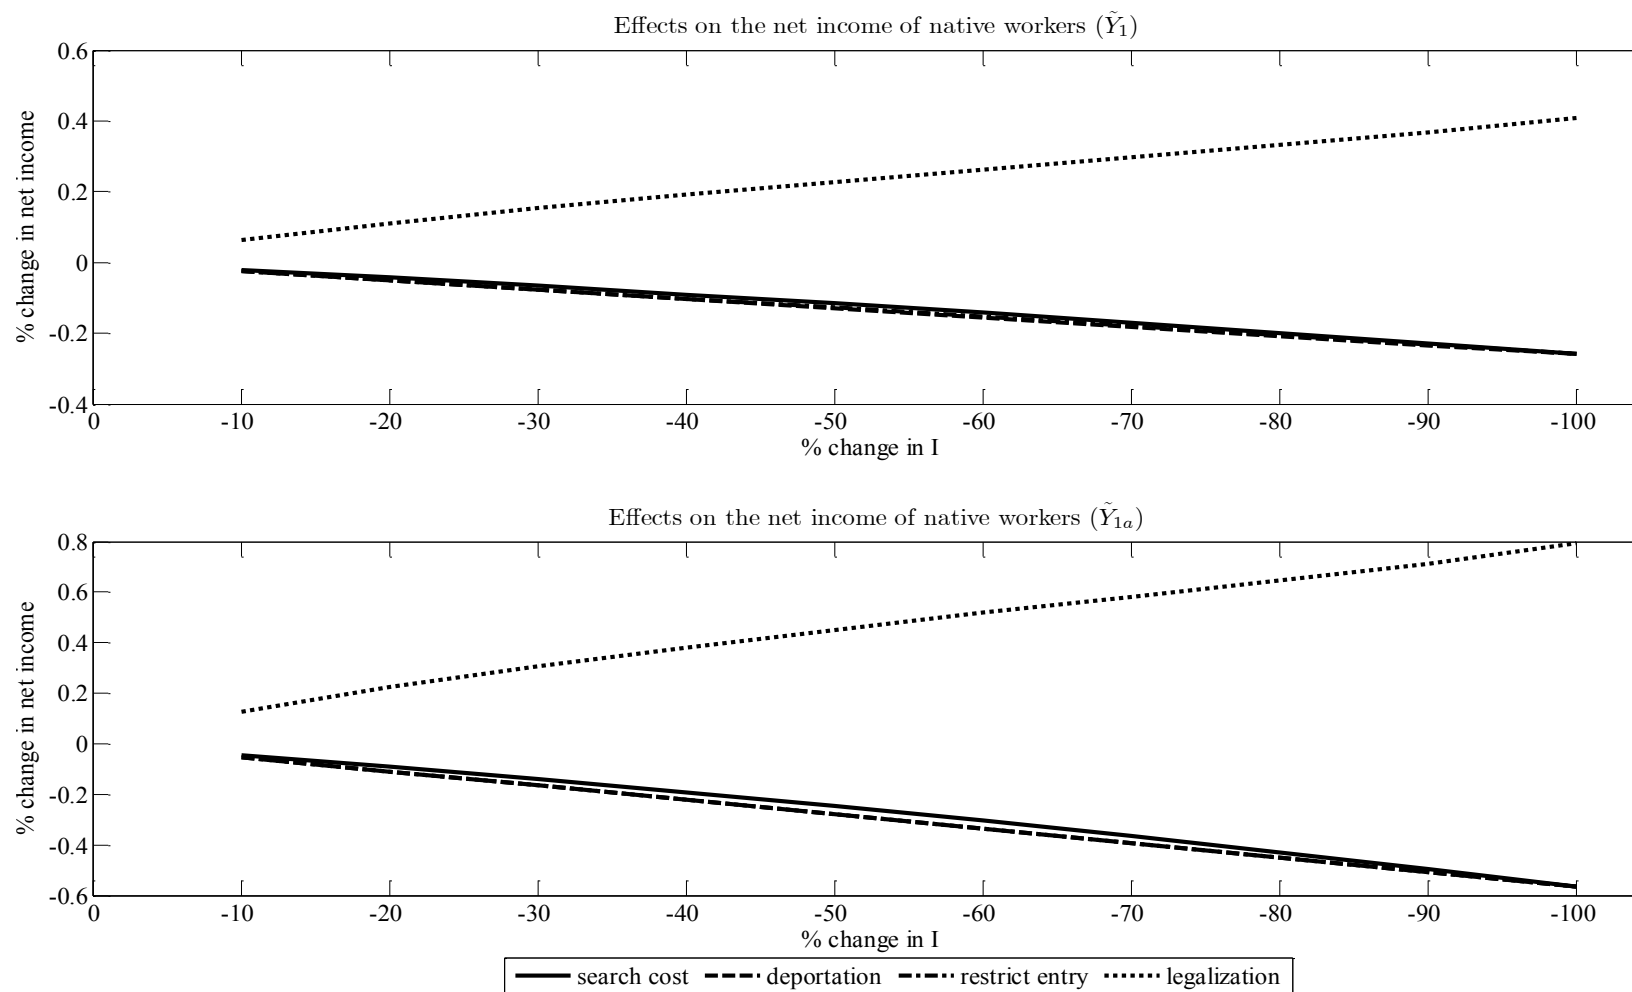 Effects on the net income of native workers (Ỹ₁)
0.6
0.4
0.2
0
-0.2
-0.4
% change in net income
0 -10 -20 -30 -40 -50 -60 -70 -80 -90 -100
% change in I
Effects on the net income of native workers (Ỹ₁ₐ)
0.8
0.6
0.4
0.2
0
-0.2
-0.4
-0.6
% change in net income
0 -10 -20 -30 -40 -50 -60 -70 -80 -90 -100
% change in I
search cost deportation restrict entry legalization